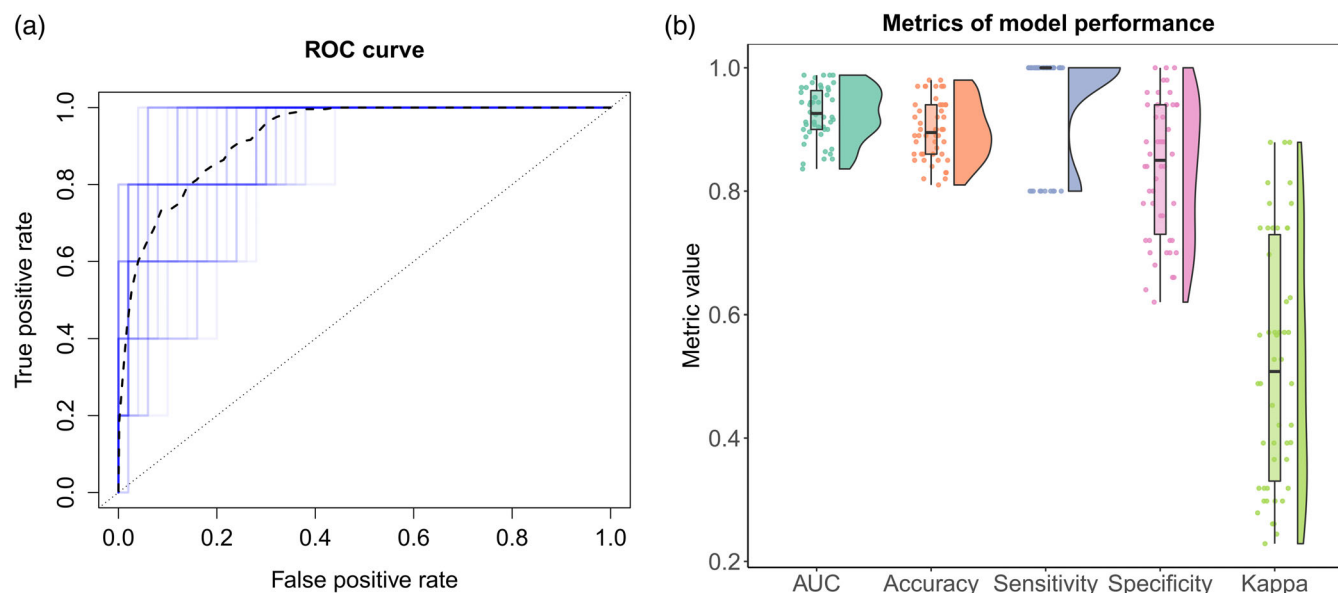 (a)
ROC curve
True positive rate
1.0
0.8
0.6
0.4
0.2
0.0
0.0 0.2 0.4 0.6 0.8 1.0
False positive rate
(b)
Metrics of model performance
Metric value
1.0
0.8
0.6
0.4
0.2
AUC Accuracy Sensitivity Specificity Kappa